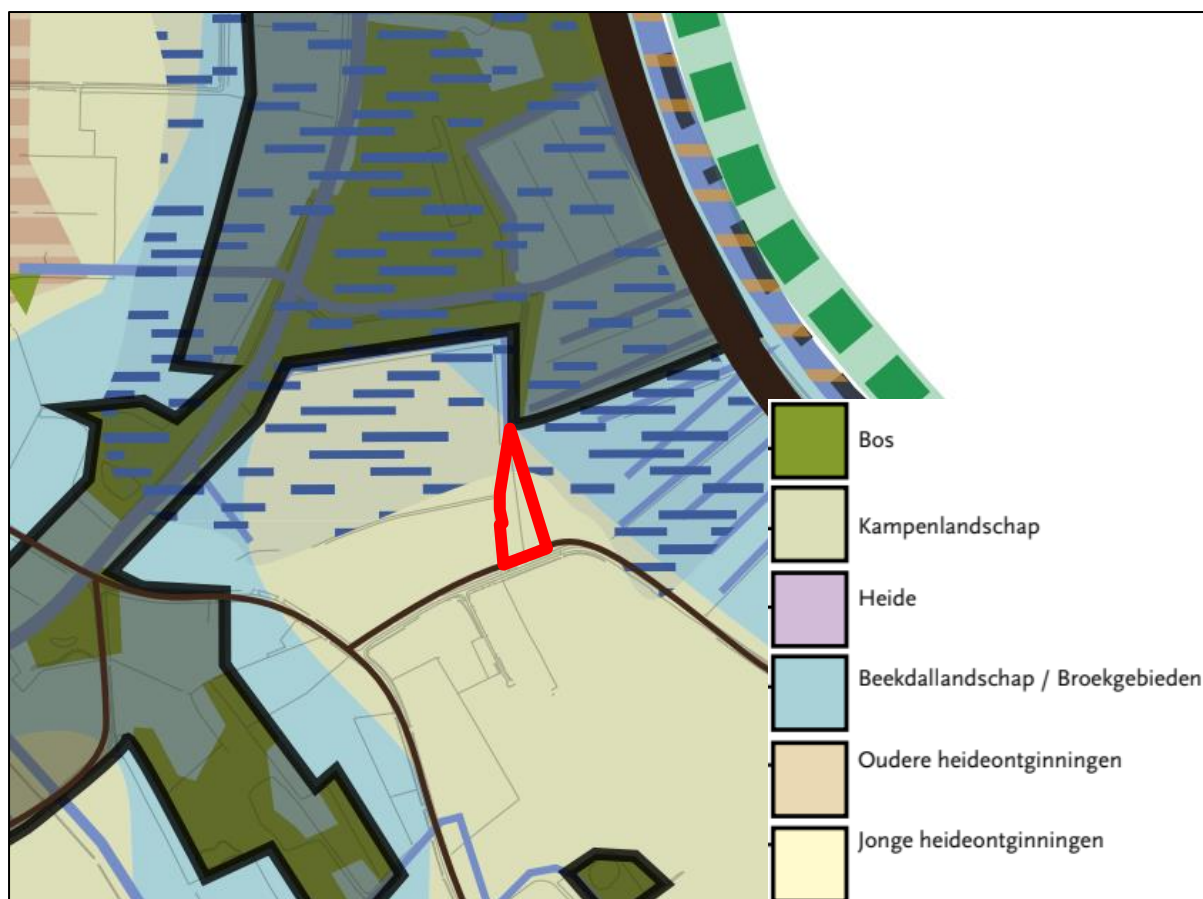 Bos
Kampenlandschap
Heide
Beekdallandschap / Broekgebieden
Oudere heideontginningen
Jonge heideontginningen